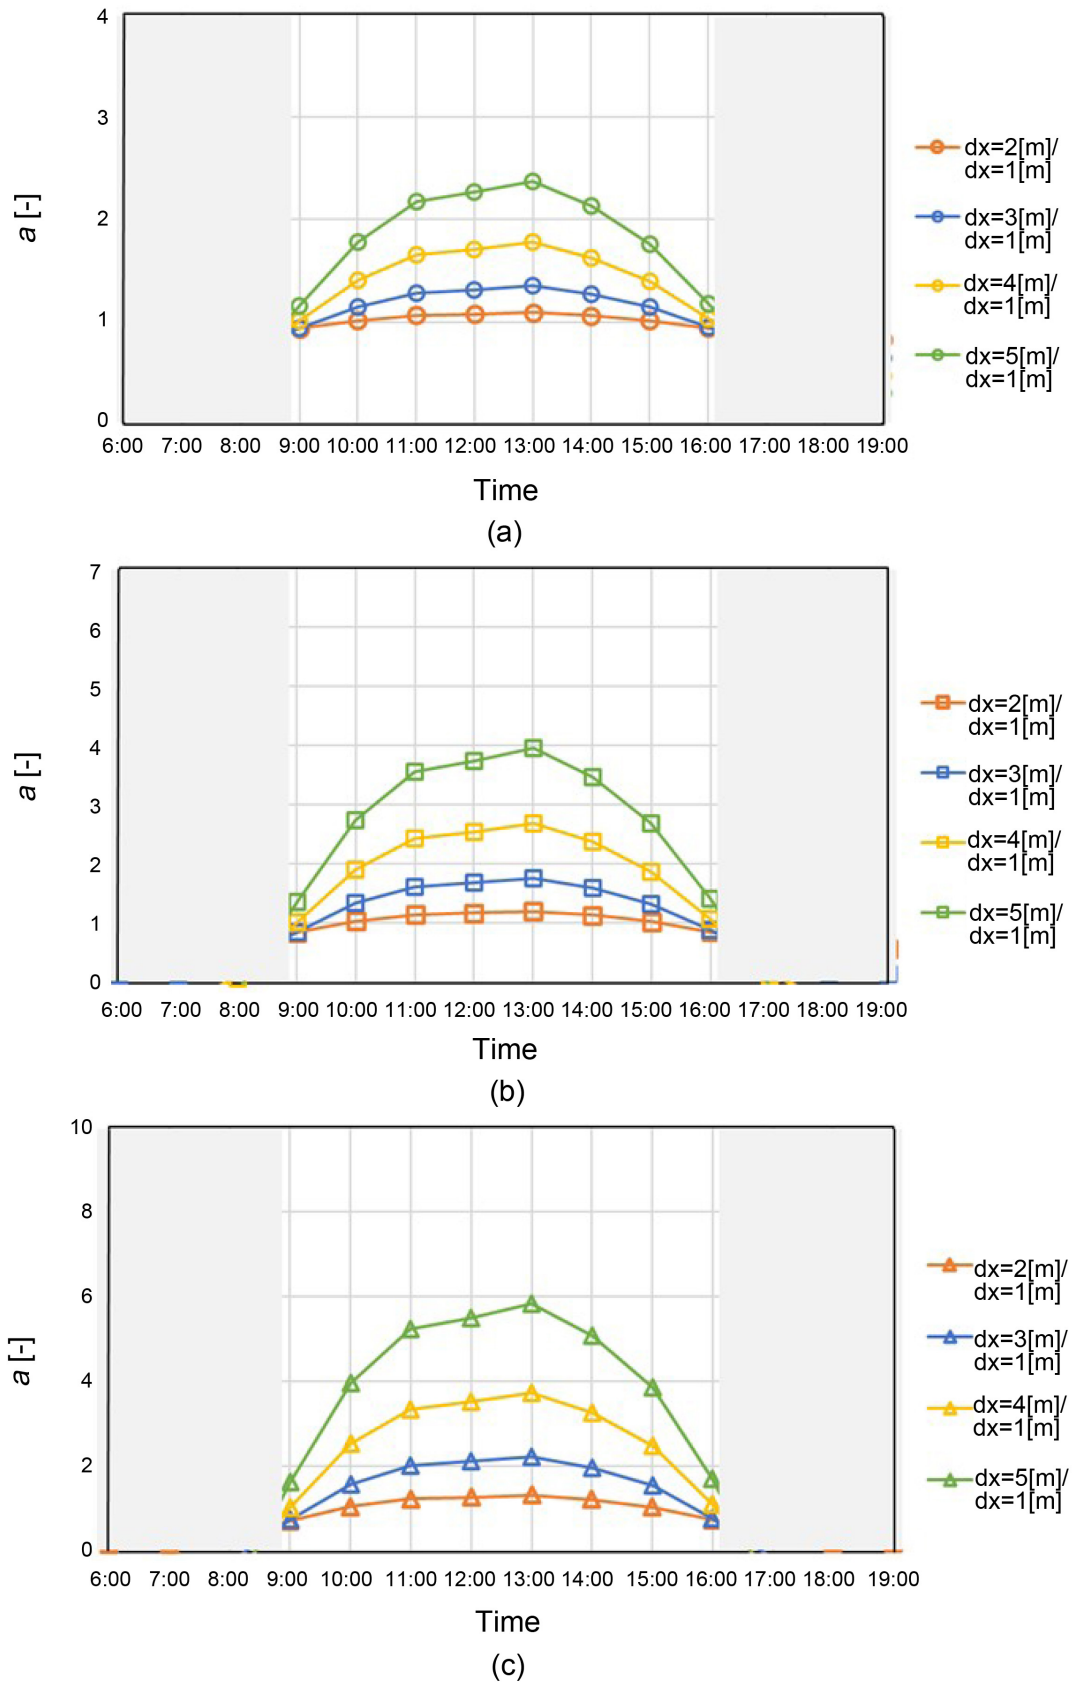 4
3
2
1
0
a [-]
6:00 7:00 8:00 9:00 10:00 11:00 12:00 13:00 14:00 15:00 16:00 17:00 18:00 19:00
Time
(a)
dx=2[m]/
dx=1[m]
dx=3[m]/
dx=1[m]
dx=4[m]/
dx=1[m]
dx=5[m]/
dx=1[m]
7
6
5
4
3
2
1
0
a [-]
6:00 7:00 8:00 9:00 10:00 11:00 12:00 13:00 14:00 15:00 16:00 17:00 18:00 19:00
Time
(b)
dx=2[m]/
dx=1[m]
dx=3[m]/
dx=1[m]
dx=4[m]/
dx=1[m]
dx=5[m]/
dx=1[m]
10
8
6
4
2
0
a [-]
6:00 7:00 8:00 9:00 10:00 11:00 12:00 13:00 14:00 15:00 16:00 17:00 18:00 19:00
Time
(c)
dx=2[m]/
dx=1[m]
dx=3[m]/
dx=1[m]
dx=4[m]/
dx=1[m]
dx=5[m]/
dx=1[m]